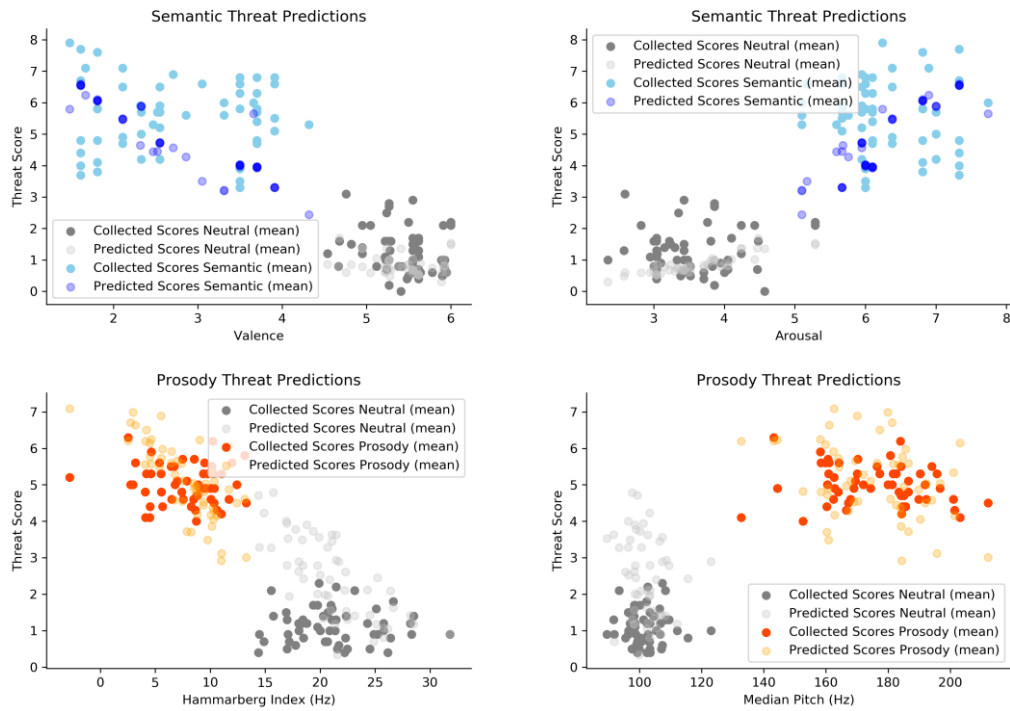 Semantic Threat Predictions
8
7
6
5
4
3
2
1
0
Threat Score
Collected Scores Neutral (mean)
Predicted Scores Neutral (mean)
Collected Scores Semantic (mean)
Predicted Scores Semantic (mean)
2 3 4 5 6
Valence
Semantic Threat Predictions
8
7
6
5
4
3
2
1
0
Threat Score
Collected Scores Neutral (mean)
Predicted Scores Neutral (mean)
Collected Scores Semantic (mean)
Predicted Scores Semantic (mean)
3 4 5 6 7 8
Arousal
Prosody Threat Predictions
7
6
5
4
3
2
1
0
Threat Score
Collected Scores Neutral (mean)
Predicted Scores Neutral (mean)
Collected Scores Prosody (mean)
Predicted Scores Prosody (mean)
0 5 10 15 20 25 30
Hammarberg Index (Hz)
Prosody Threat Predictions
7
6
5
4
3
2
1
0
Threat Score
Collected Scores Neutral (mean)
Predicted Scores Neutral (mean)
Collected Scores Prosody (mean)
Predicted Scores Prosody (mean)
100 120 140 160 180 200
Median Pitch (Hz)